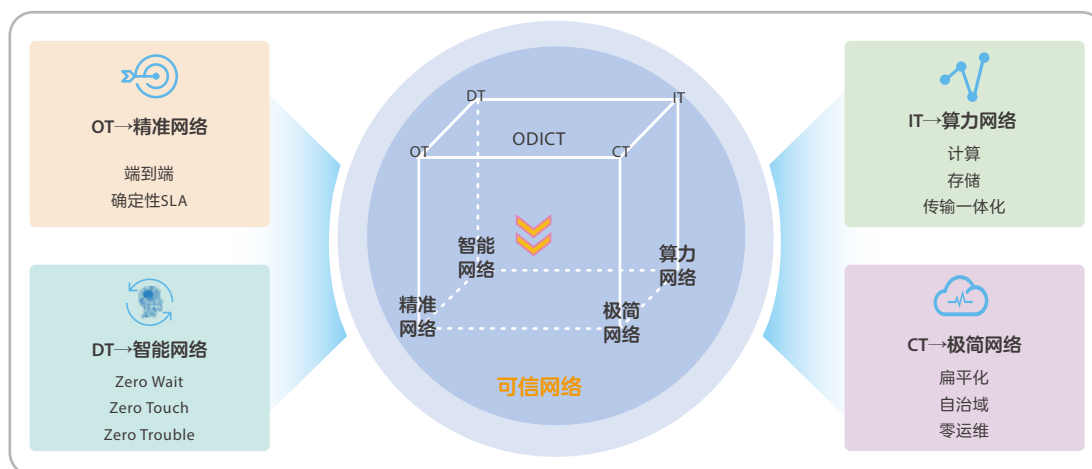 OT→精准网络
端到端
确定性SLA
DT→智能网络
Zero Wait
Zero Touch
Zero Trouble
DT
IT
ODICT
OT
CT
智能
网络
算力
网络
精准
网络
极简
网络
可信网络
IT→算力网络
计算
存储
传输一体化
CT→极简网络
扁平化
自治域
零运维